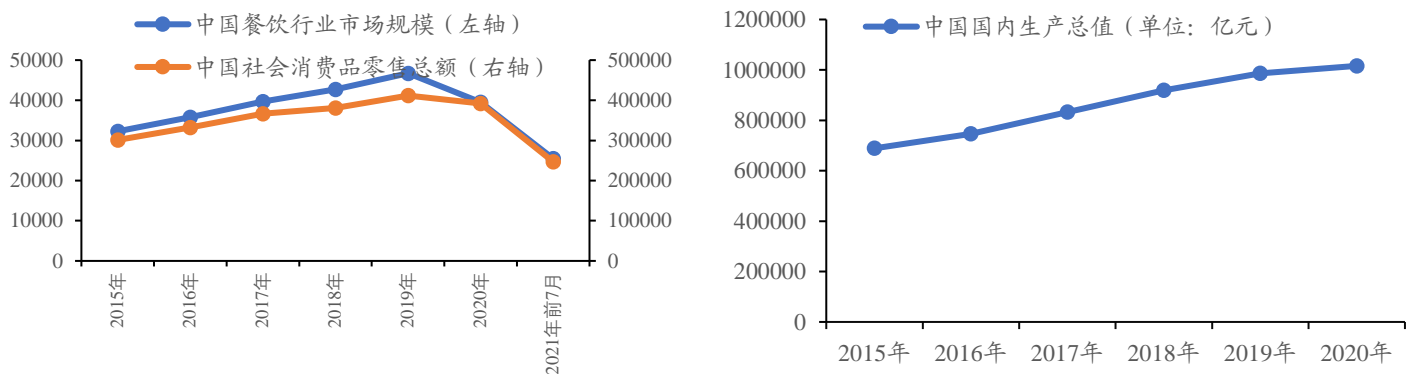 中国餐饮行业市场规模（左轴）
中国社会消费品零售总额（右轴）
50000
40000
30000
20000
10000
0
500000
400000
300000
200000
100000
0
2015年
2016年
2017年
2018年
2019年
2020年
2021年前7月
中国国内生产总值（单位：亿元）
1200000
1000000
800000
600000
400000
200000
0
2015年
2016年
2017年
2018年
2019年
2020年